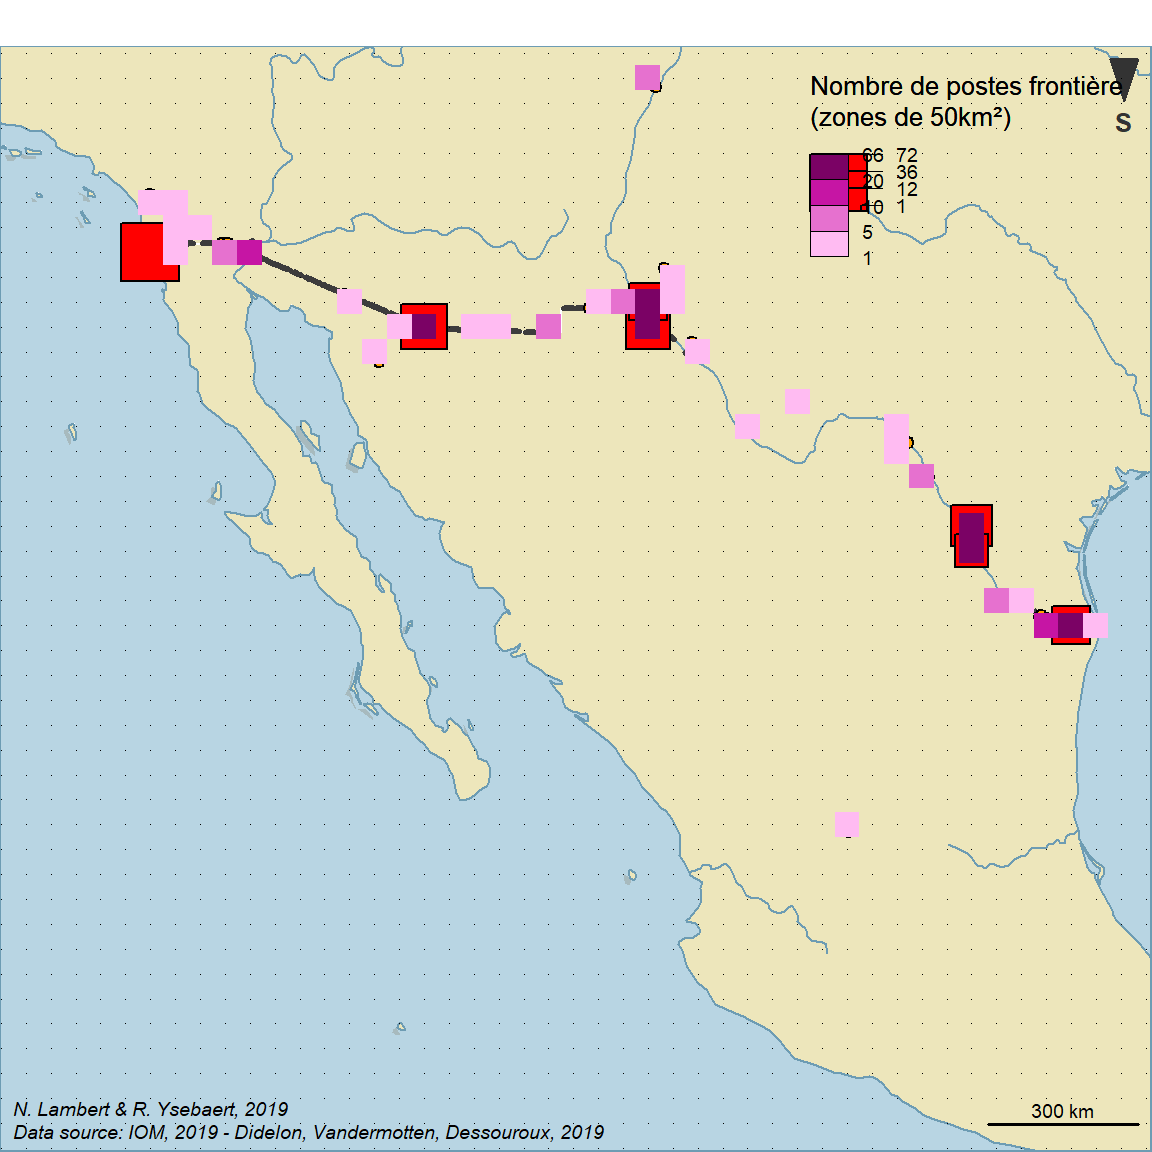 Nombre de postes frontière
(zones de 50km²)
S
66 72
36
20 12
10 1
5
1
N. Lambert & R. Ysebaert, 2019
Data source: IOM, 2019 - Didelon, Vandermotten, Dessouroux, 2019
300 km